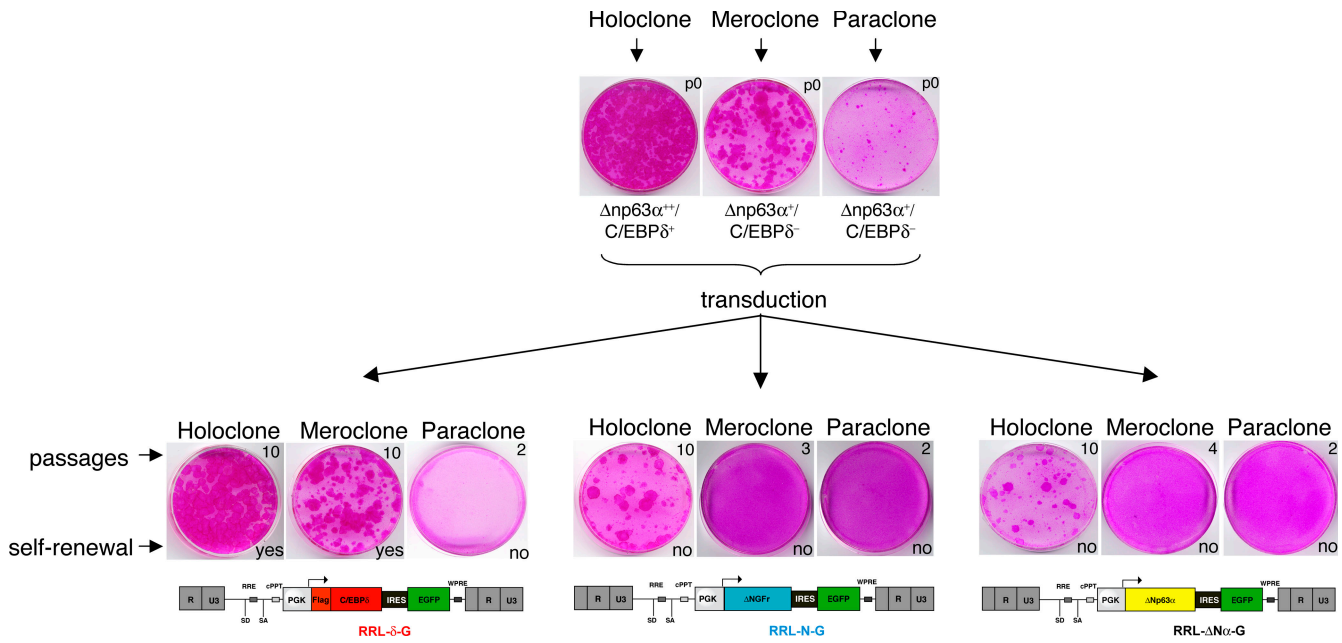 Holoclone Meroclone Paraclone
p0 p0 p0
Δnp63α⁺⁺/ Δnp63α⁺/ Δnp63α⁺/
C/EBPδ⁺ C/EBPδ⁻ C/EBPδ⁻
transduction
Holoclone Meroclone Paraclone
10 10 2
passages
self-renewal
yes yes no
Holoclone Meroclone Paraclone
10 3 2
no no no
Holoclone Meroclone Paraclone
10 4 2
no no no
RRE cPPT WPRE
R U3 PGK Flag C/EBPδ IRES EGFP R U3
SD SA
RRL-δ-G
RRE cPPT WPRE
R U3 PGK ΔNGFr IRES EGFP R U3
SD SA
RRL-N-G
RRE cPPT WPRE
R U3 PGK ΔNp63α IRES EGFP R U3
SD SA
RRL-ΔNα-G